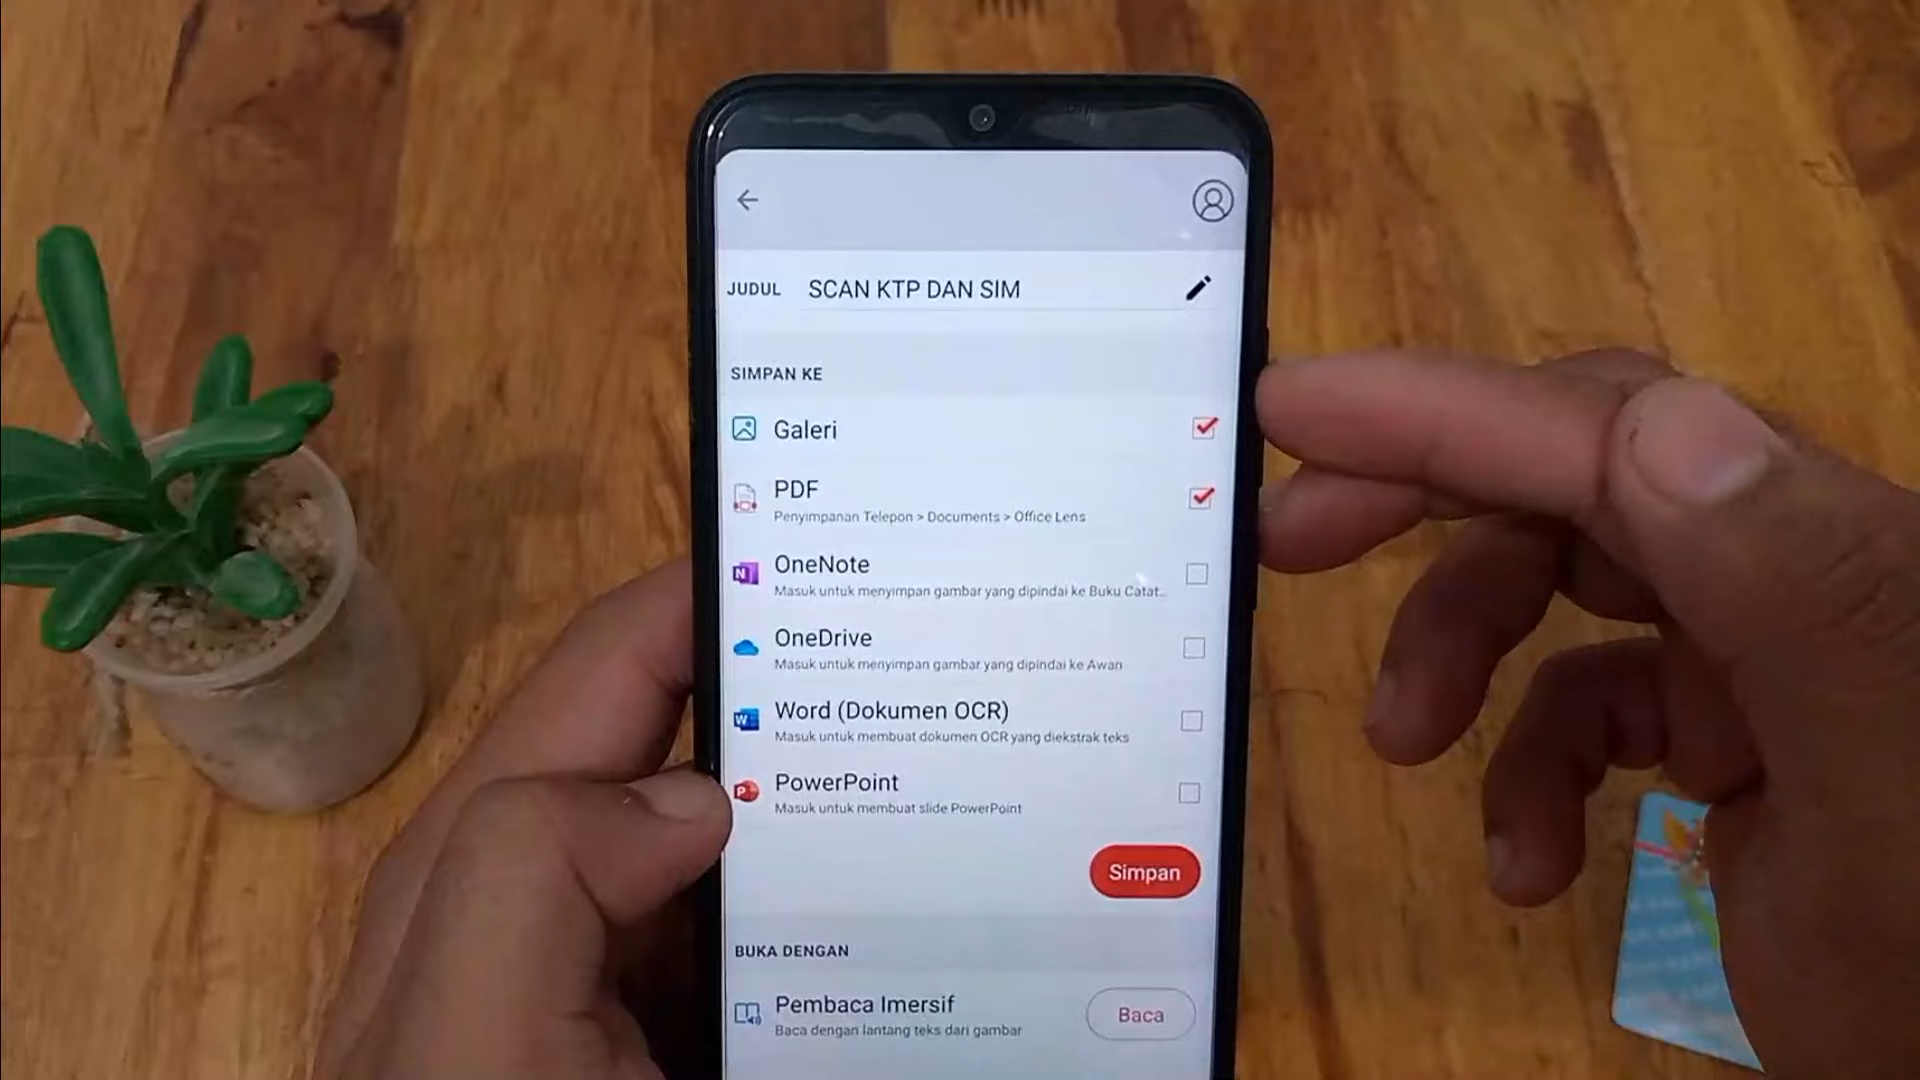 JUDUL SCAN KTP DAN SIM
SIMPAN KE
Galeri
PDF
Penyimpanan Telepon > Documents > Office Lens
OneNote
Masuk untuk menyimpan gambar yang dipindai ke Buku Catat...
OneDrive
Masuk untuk menyimpan gambar yang dipindai ke Awan
Word (Dokumen OCR)
Masuk untuk membuat dokumen OCR yang diekstrak teks
PowerPoint
Masuk untuk membuat slide PowerPoint
Simpan
BUKA DENGAN
Pembaca Imersif
Baca dengan lantang teks dari gambar
Baca